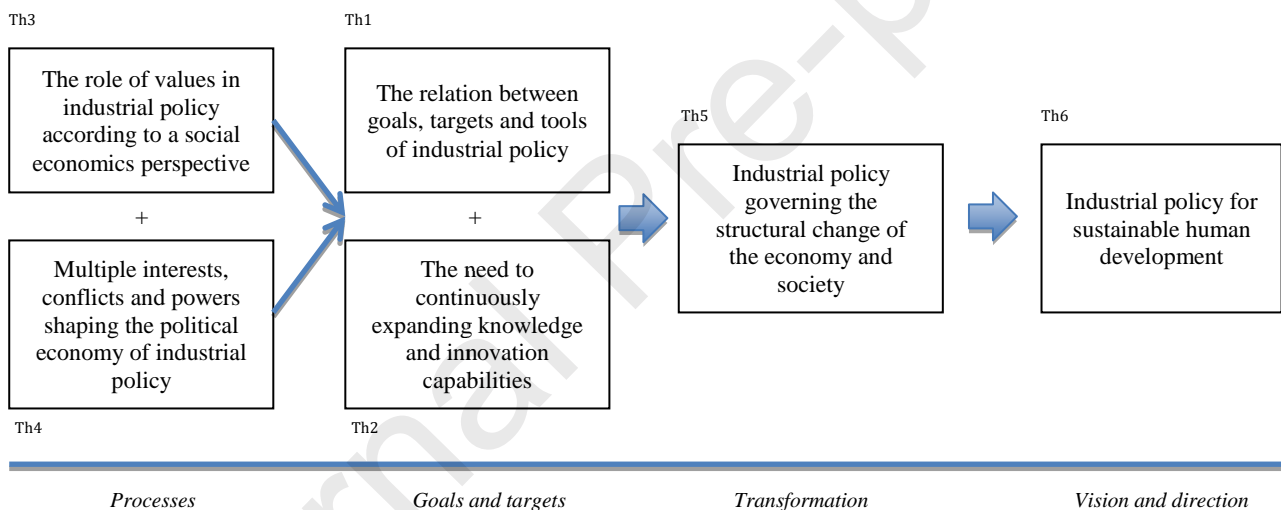 Th3
The role of values in
industrial policy
according to a social
economics perspective
+
Multiple interests,
conflicts and powers
shaping the political
economy of industrial
policy
Th4
Th1
The relation between
goals, targets and tools
of industrial policy
+
The need to
continuously
expanding knowledge
and innovation
capabilities
Th2
Th5
Industrial policy
governing the
structural change of
the economy and
society
Th6
Industrial policy for
sustainable human
development
Processes
Goals and targets
Transformation
Vision and direction
rnal Pre-p